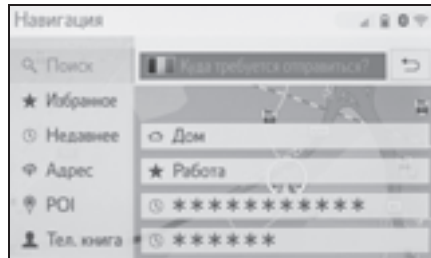 Навигация
Поиск
Куда требуется отправиться?
Избранное
Недавнее
Дом
Адрес
Работа
POI
***********
Тел. книга
******